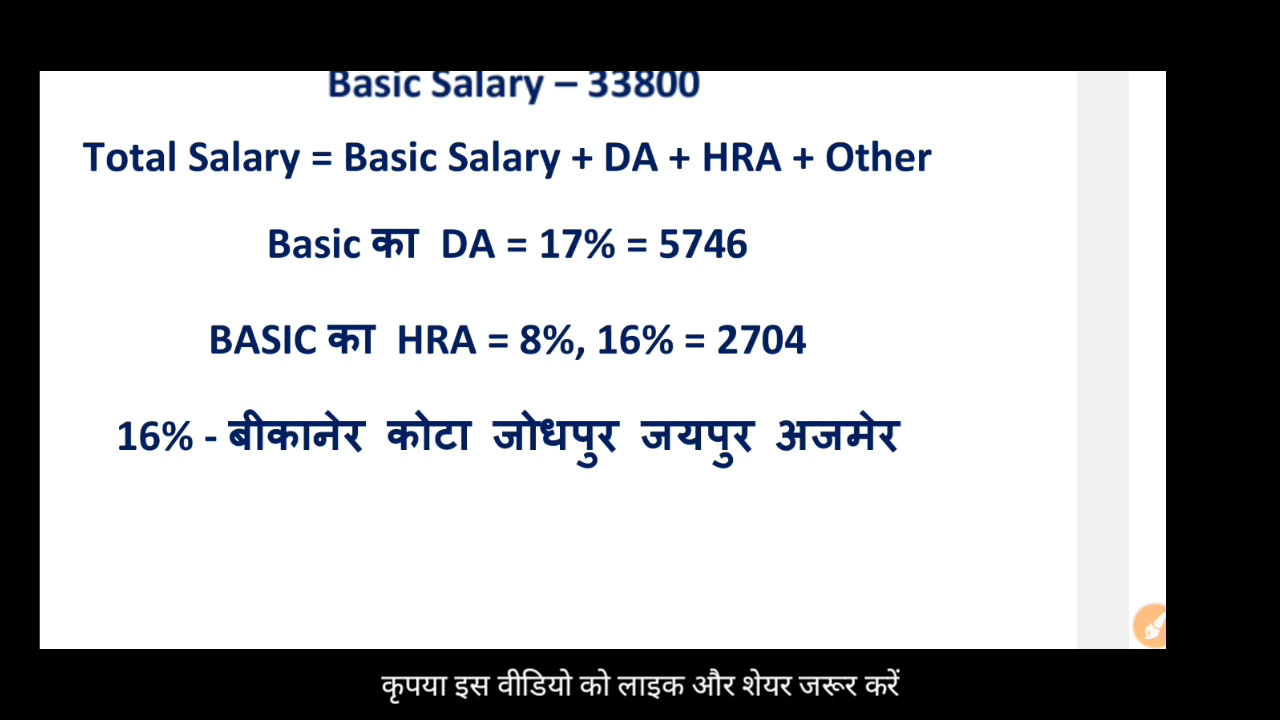 Basic Salary – 33800
Total Salary = Basic Salary + DA + HRA + Other
Basic का DA = 17% = 5746
BASIC का HRA = 8%, 16% = 2704
16% - बीकानेर कोटा जोधपुर जयपुर अजमेर
कृपया इस वीडियो को लाइक और शेयर जरूर करें